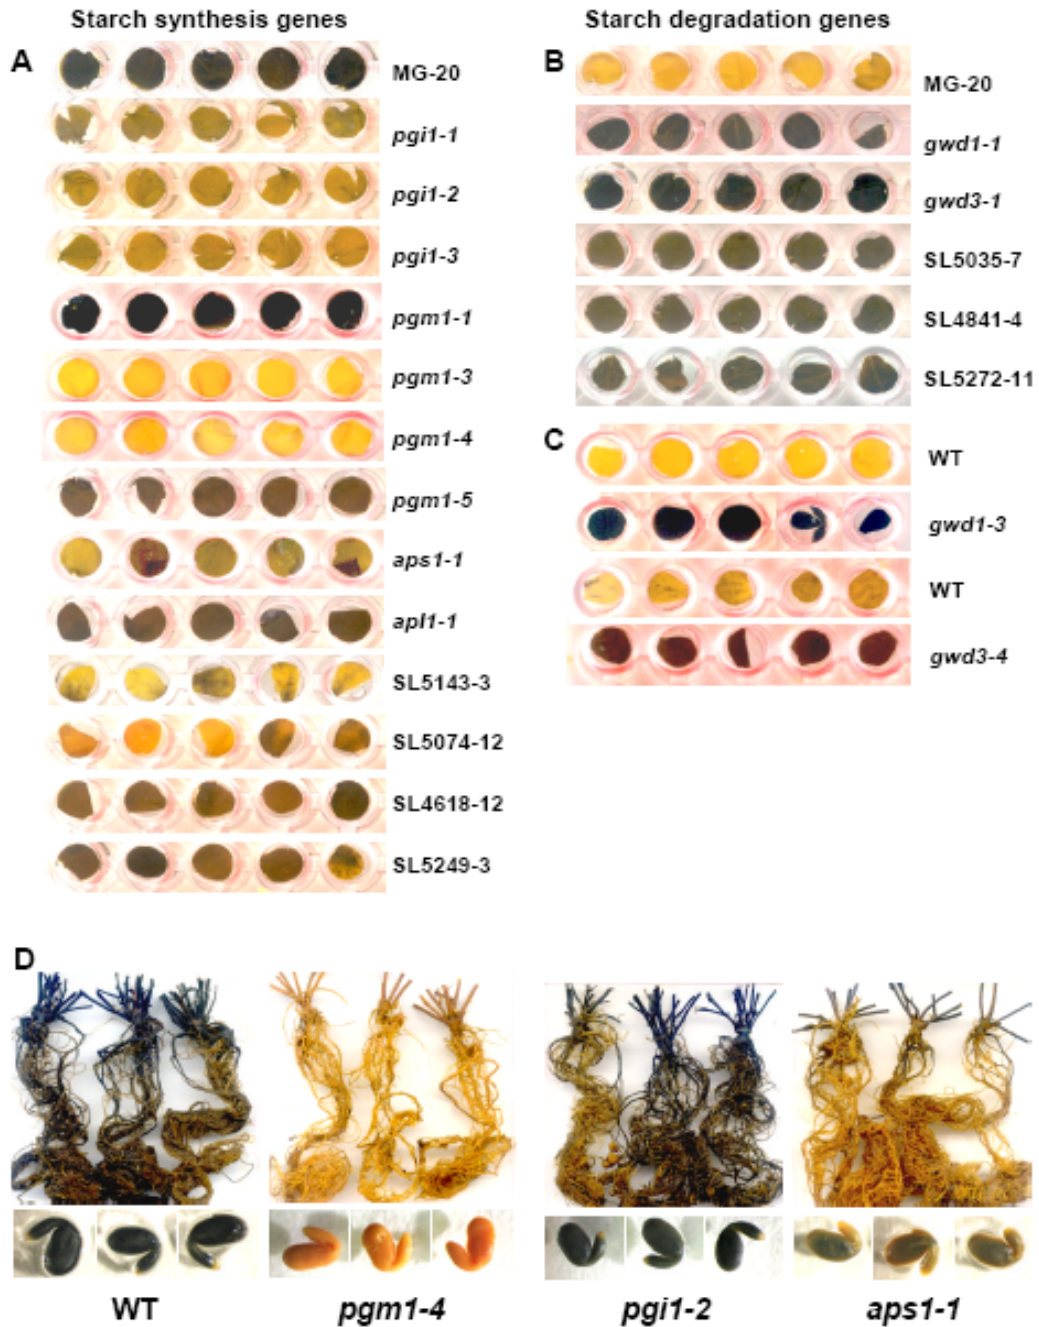 Starch synthesis genes
A
MG-20
pgi1-1
pgi1-2
pgi1-3
pgm1-1
pgm1-3
pgm1-4
pgm1-5
aps1-1
apl1-1
SL5143-3
SL5074-12
SL4618-12
SL5249-3
Starch degradation genes
B
MG-20
gwd1-1
gwd3-1
SL5035-7
SL4841-4
SL5272-11
C
WT
gwd1-3
WT
gwd3-4
D
WT pgm1-4 pgi1-2 aps1-1